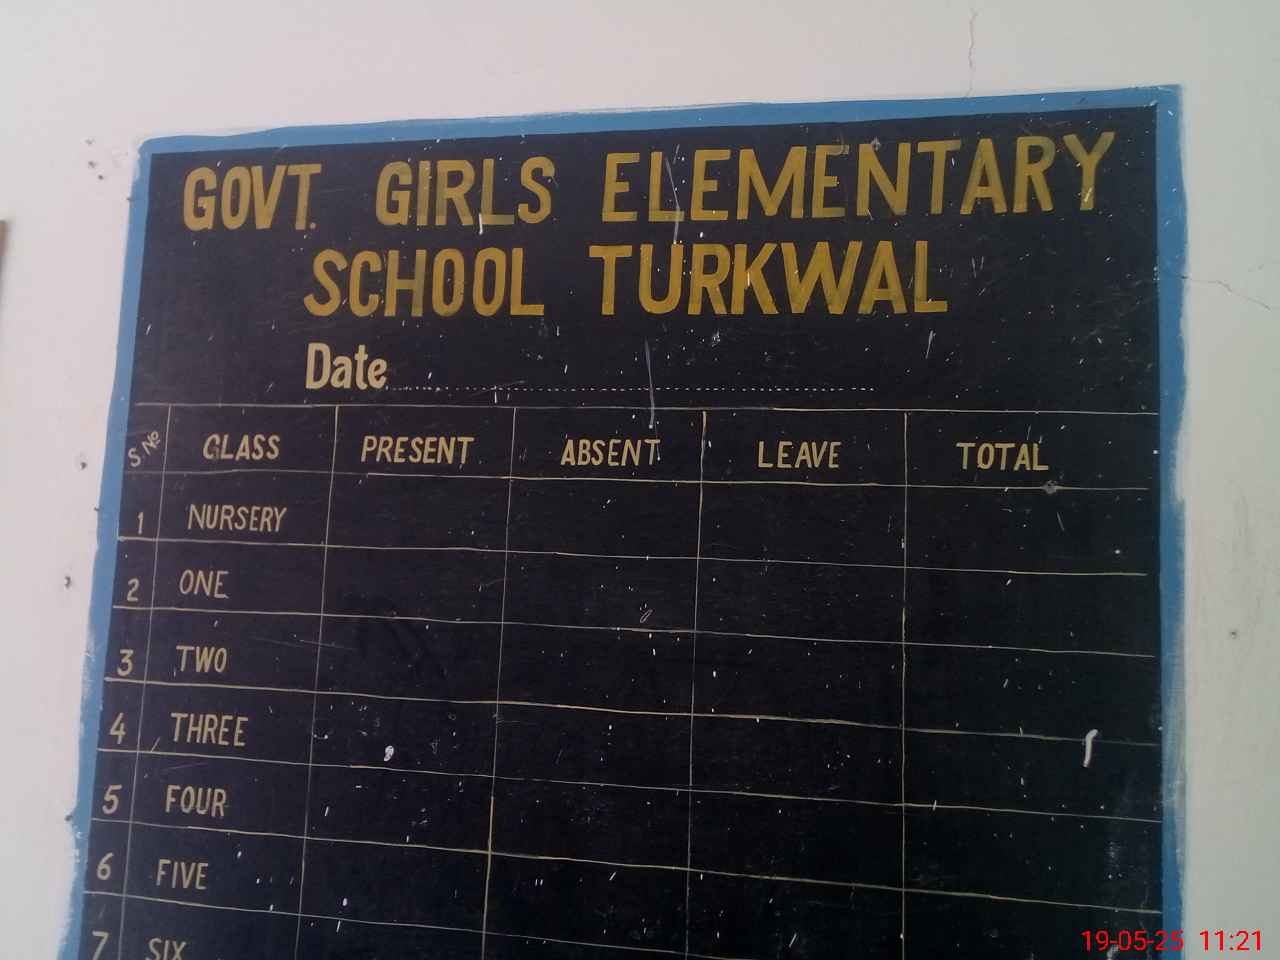 GOVT. GIRLS ELEMENTARY
SCHOOL TURKWAL
Date
S.No CLASS PRESENT ABSENT LEAVE TOTAL
1 NURSERY
2 ONE
3 TWO
4 THREE
5 FOUR
6 FIVE
7 SIX
19-05-25 11:21